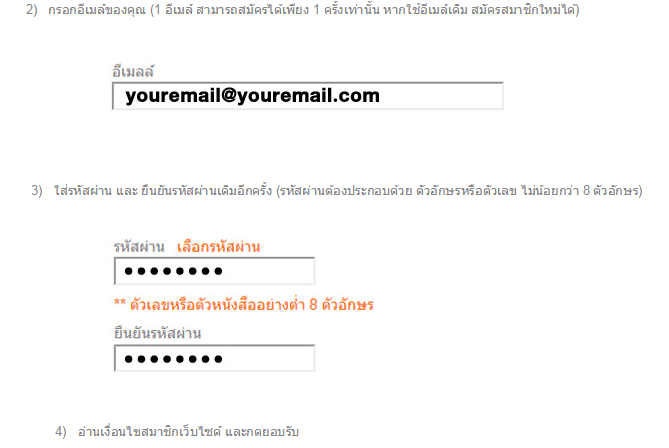 2) กรอกอีเมล์ของคุณ (1 อีเมล์ สามารถสมัครได้เพียง 1 ครั้งเท่านั้น หากใช้อีเมล์เดิม สมัครสมาชิกใหม่ได้)
อีเมลล์
youremail@youremail.com
3) ใส่รหัสผ่าน และ ยืนยันรหัสผ่านเดิมอีกครั้ง (รหัสผ่านต้องประกอบด้วย ตัวอักษรหรือตัวเลข ไม่น้อยกว่า 8 ตัวอักษร)
รหัสผ่าน เลือกรหัสผ่าน
••••••••
** ตัวเลขหรือตัวหนังสืออย่างต่ำ 8 ตัวอักษร
ยืนยันรหัสผ่าน
••••••••
4) อ่านเงื่อนไขสมาชิกเว็บไซต์ และกดยอบรับ